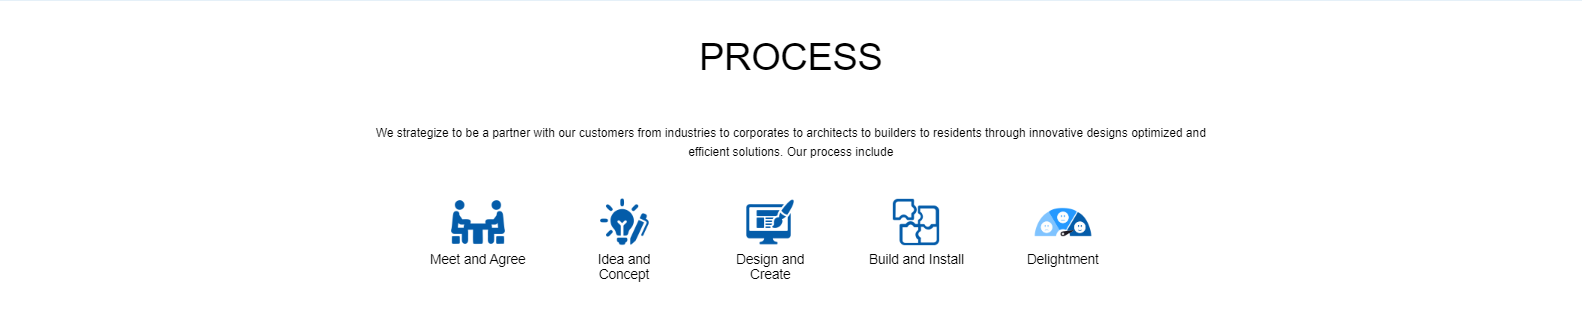 PROCESS
We strategize to be a partner with our customers from industries to corporates to architects to builders to residents through innovative designs optimized and
efficient solutions. Our process include
Meet and Agree
Idea and
Concept
Design and
Create
Build and Install
Delightment